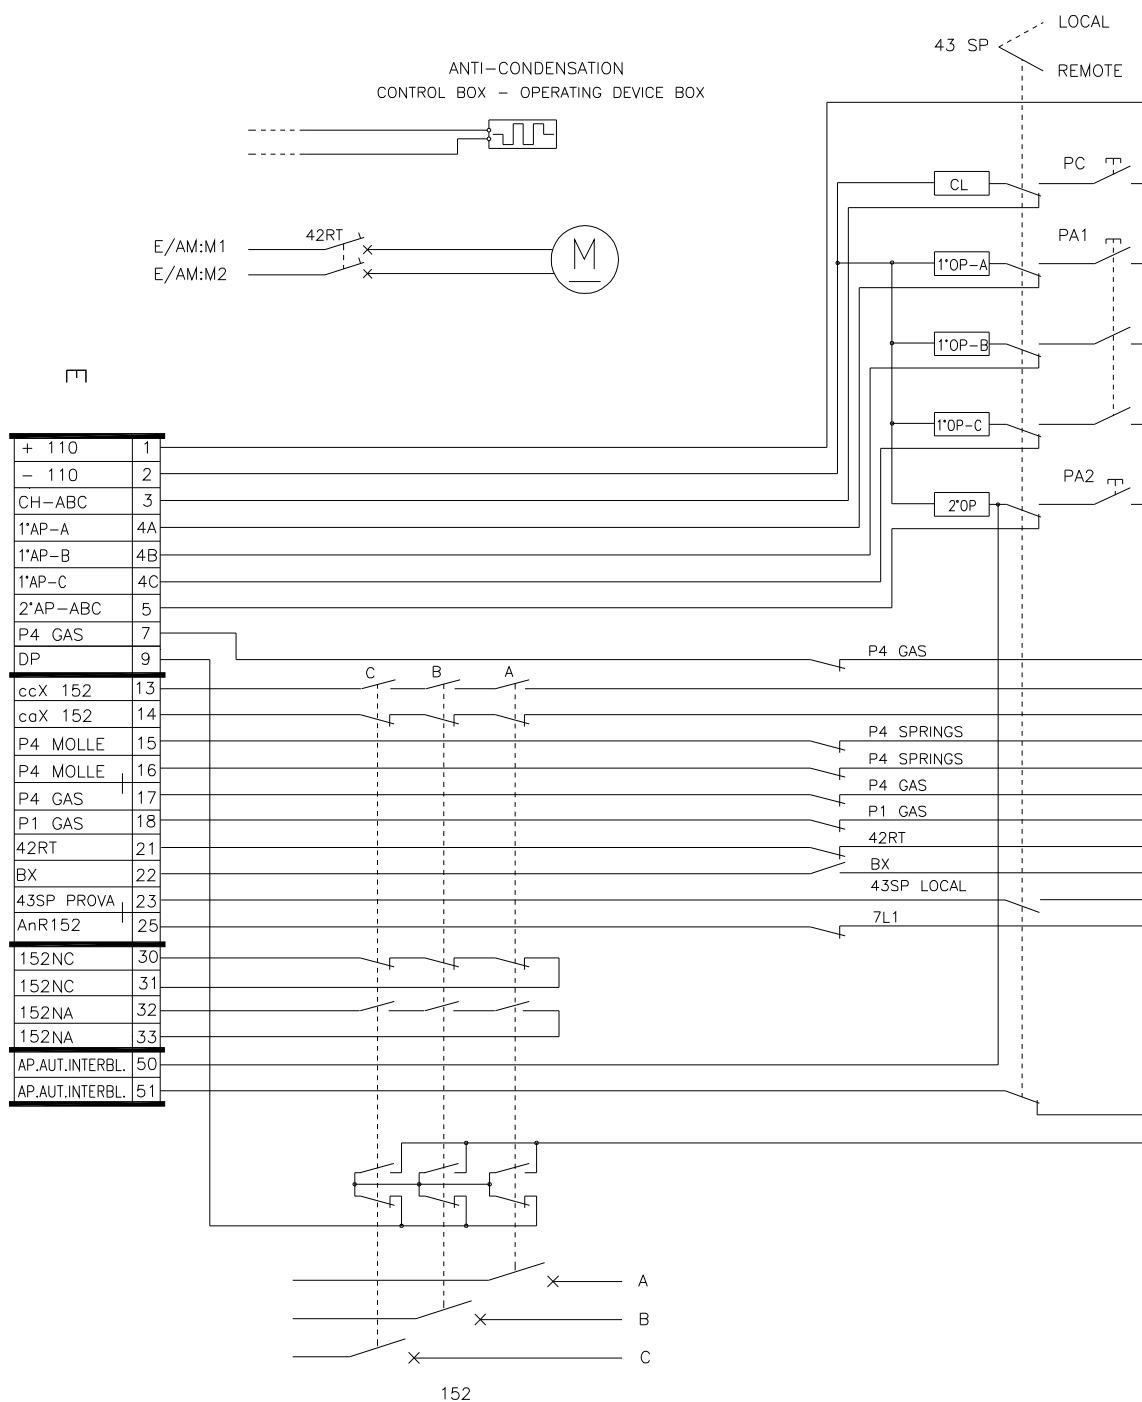 LOCAL
43 SP
REMOTE
ANTI-CONDENSATION
CONTROL BOX - OPERATING DEVICE BOX
PC
CL
PA1
E/AM:M1
42RT
E/AM:M2
M
1°OP-A
1°OP-B
1°OP-C
PA2
2°OP
E
+ 110 1
- 110 2
CH-ABC 3
1°AP-A 4A
1°AP-B 4B
1°AP-C 4C
2°AP-ABC 5
P4 GAS 7
DP 9
P4 GAS
C B A
ccX 152 13
caX 152 14
P4 MOLLE 15 P4 SPRINGS
P4 MOLLE 16 P4 SPRINGS
P4 GAS 17 P4 GAS
P1 GAS 18 P1 GAS
42RT 21 42RT
BX 22 BX
43SP PROVA 23 43SP LOCAL
AnR152 25 7L1
152NC 30
152NC 31
152NA 32
152NA 33
AP.AUT.INTERBL. 50
AP.AUT.INTERBL. 51
A
B
C
152